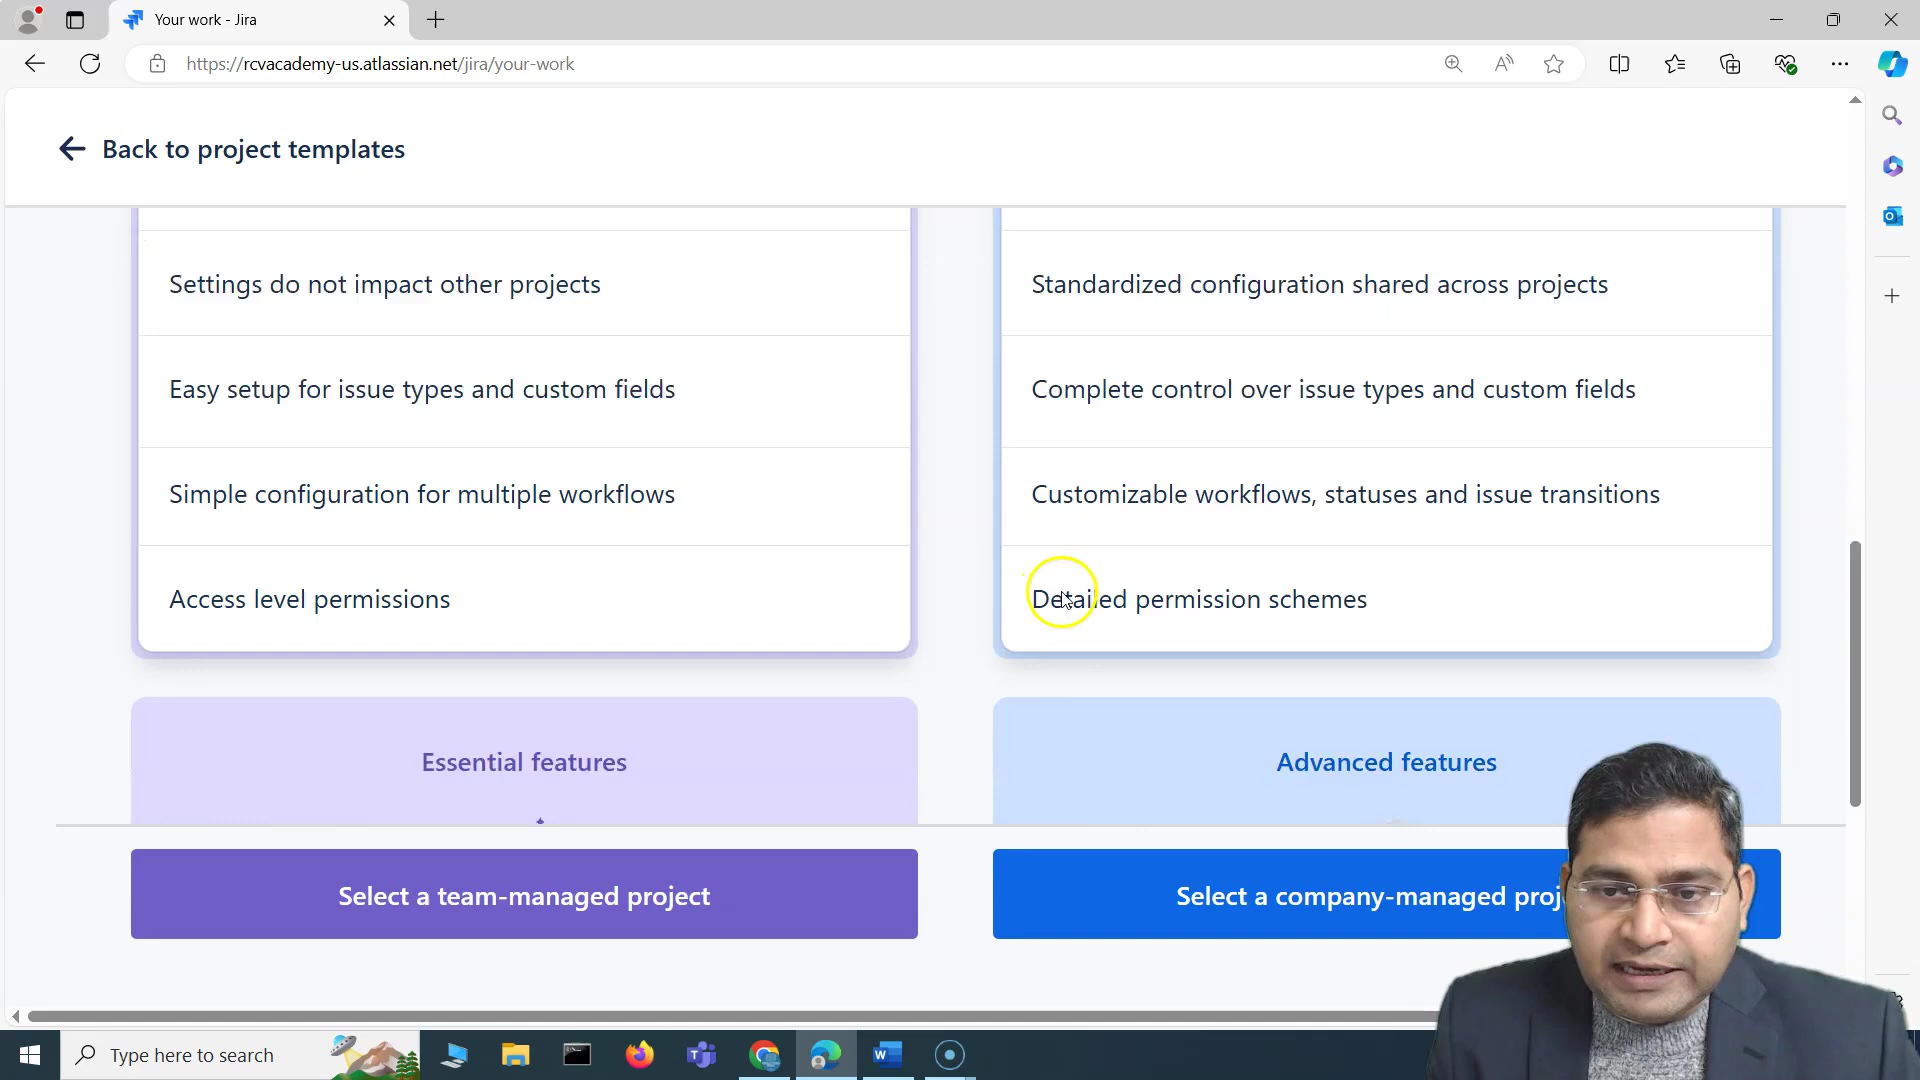 Your work - Jira
https://rcvacademy-us.atlassian.net/jira/your-work
Back to project templates
Settings do not impact other projects
Standardized configuration shared across projects
Easy setup for issue types and custom fields
Complete control over issue types and custom fields
Simple configuration for multiple workflows
Customizable workflows, statuses and issue transitions
Access level permissions
Detailed permission schemes
Essential features
Advanced features
Select a team-managed project
Select a company-managed proj
Type here to search